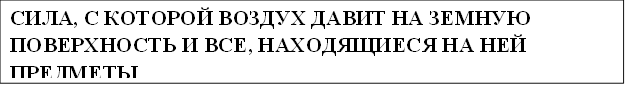 СИЛА, С КОТОРОЙ ВОЗДУХ ДАВИТ НА ЗЕМНУЮ
ПОВЕРХНОСТЬ И ВСЕ, НАХОДЯЩИЕСЯ НА НЕЙ
ПРЕДМЕТЫ